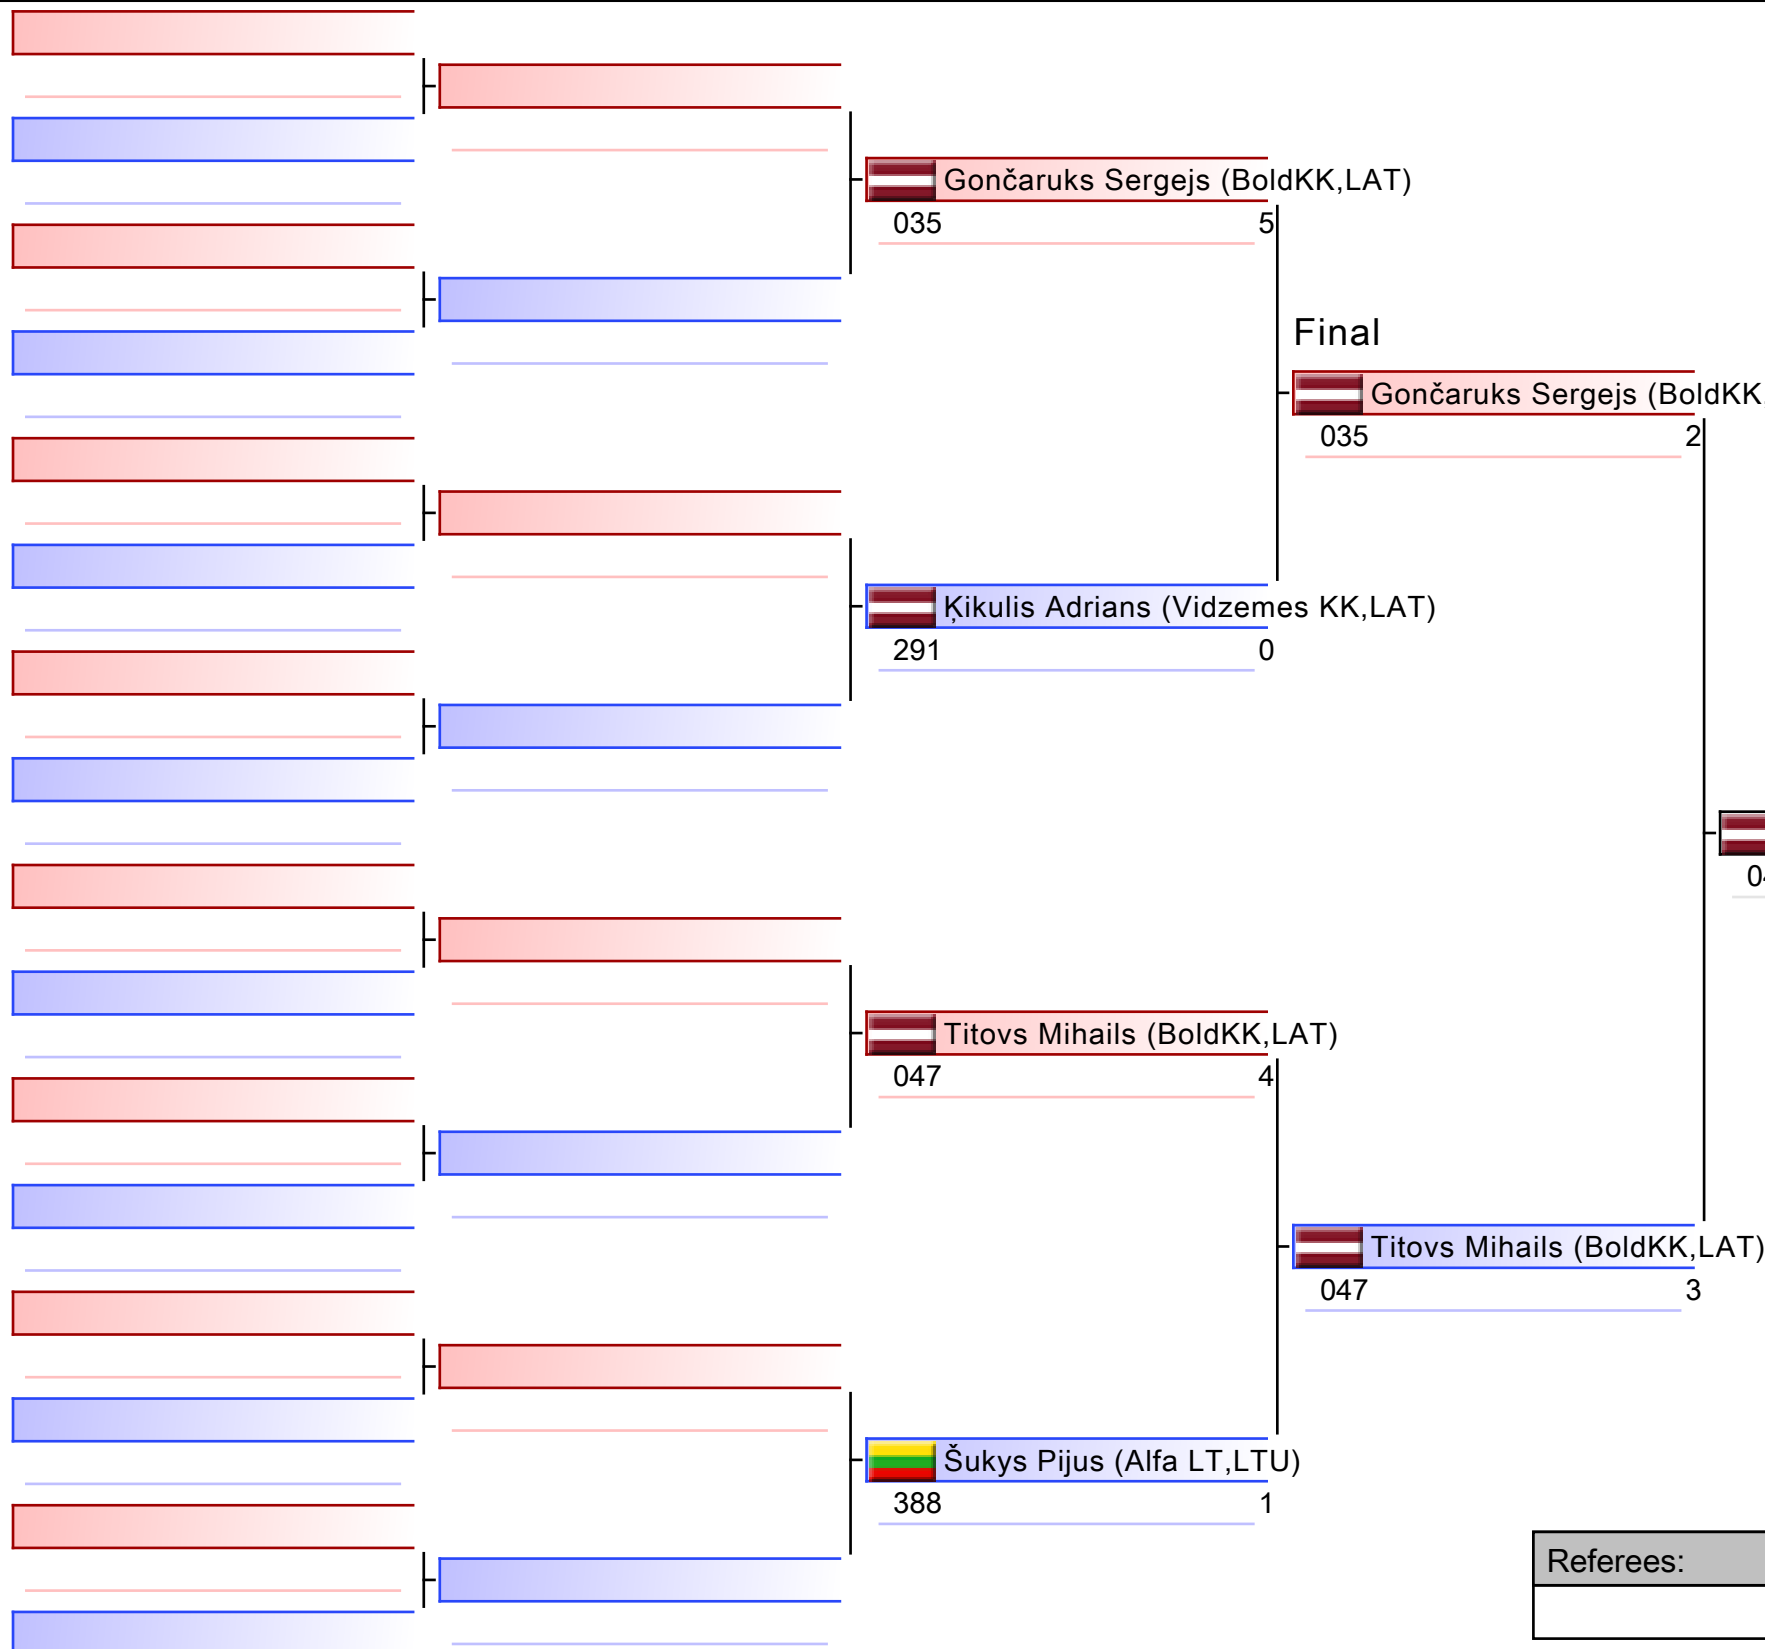 Gončaruks Sergejs (BoldKK,LAT)
035 5
Final
Gončaruks Sergejs (BoldKK,
035 2
Ķikulis Adrians (Vidzemes KK,LAT)
291 0
Titovs Mihails (BoldKK,LAT)
047 4
Titovs Mihails (BoldKK,LAT)
047 3
Šukys Pijus (Alfa LT,LTU)
388 1
Referees: